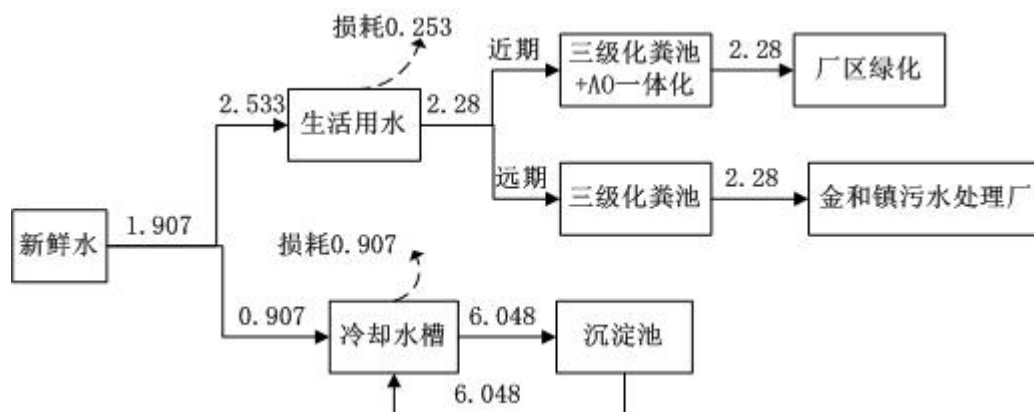 损耗0.253
近期
三级化粪池
+AO一体化
2.28
厂区绿化
2.533
生活用水
2.28
远期
三级化粪池
2.28
金和镇污水处理厂
新鲜水
1.907
损耗0.907
0.907
冷却水槽
6.048
沉淀池
6.048